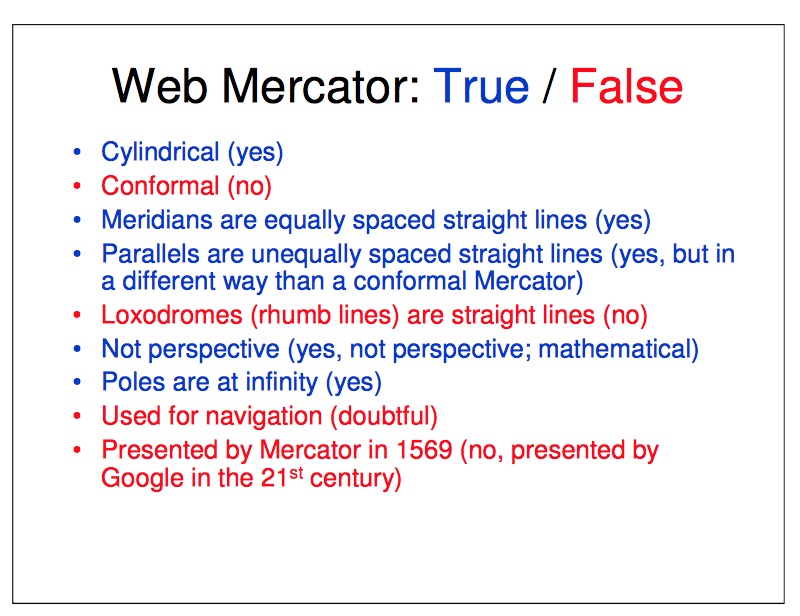 Web Mercator: True / False
• Cylindrical (yes)
• Conformal (no)
• Meridians are equally spaced straight lines (yes)
• Parallels are unequally spaced straight lines (yes, but in
a different way than a conformal Mercator)
• Loxodromes (rhumb lines) are straight lines (no)
• Not perspective (yes, not perspective; mathematical)
• Poles are at infinity (yes)
• Used for navigation (doubtful)
• Presented by Mercator in 1569 (no, presented by
Google in the 21st century)